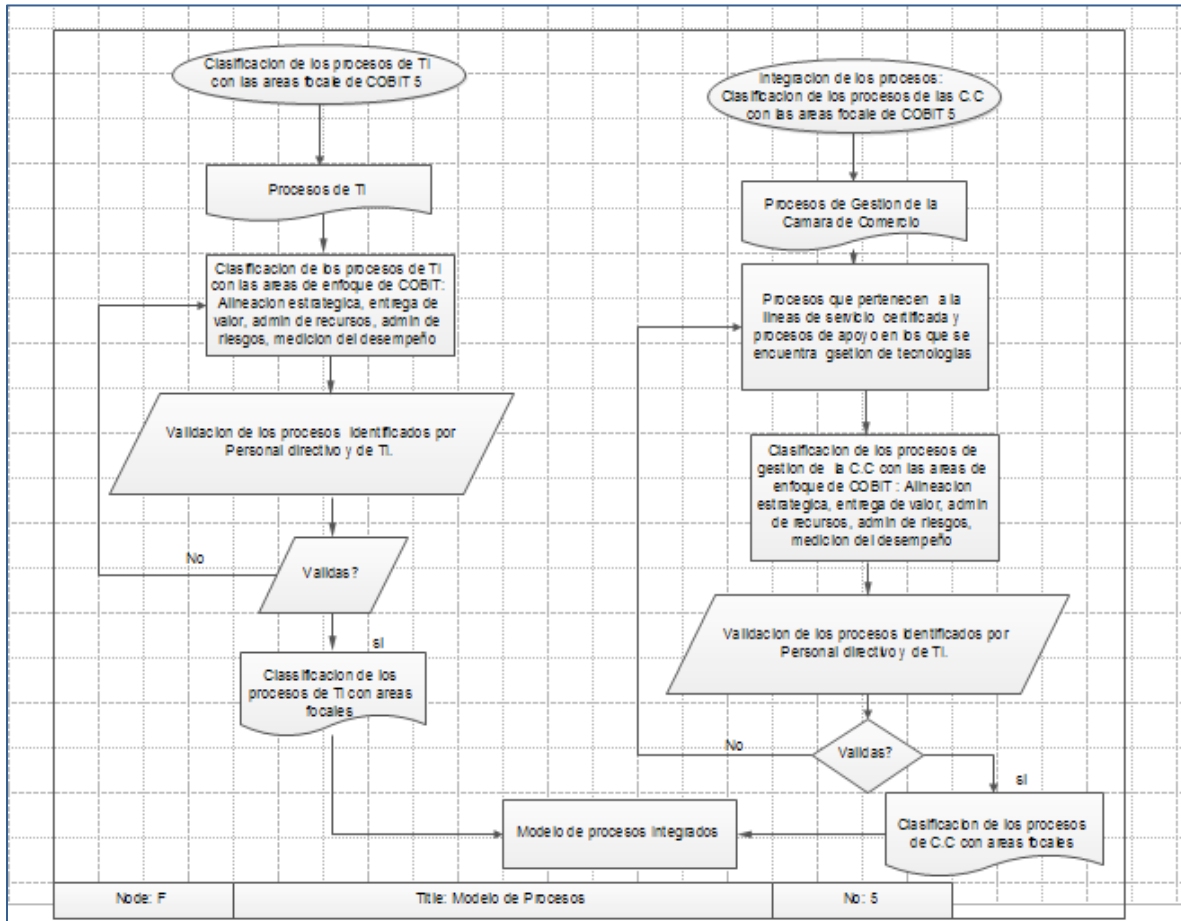 Clasificacion de los procesos de TI
con las areas focale de COBIT 5
Procesos de TI
Clasificacion de los procesos de TI
con las areas de enfoque de COBIT:
Alineacion estrategica, entrega de
valor, admin de recursos, admin de
riesgos, medicion del desempeño
Validacion de los procesos identificados por
Personal directivo y de TI.
No
Validas?
si
Classificacion de los
procesos de TI con areas
focales
Integracion de los procesos:
Clasificacion de los procesos de las C.C
con las areas focale de COBIT 5
Procesos de Gestion de la
Camara de Comercio
Procesos que pertenecen a la
lineas de servicio certificada y
procesos de apoyo en los que se
encuentra gsetion de tecnologias
Clasificacion de los procesos de
gestion de la C.C con las areas de
enfoque de COBIT : Alineacion
estrategica, entrega de valor, admin
de recursos, admin de riesgos,
medicion del desempeño
Validacion de los procesos identificados por
Personal directivo y de TI.
No
Validas?
si
Clasificacion de los procesos
de C.C con areas focales
Modelo de procesos integrados
Node: F
Title: Modelo de Procesos
No: 5